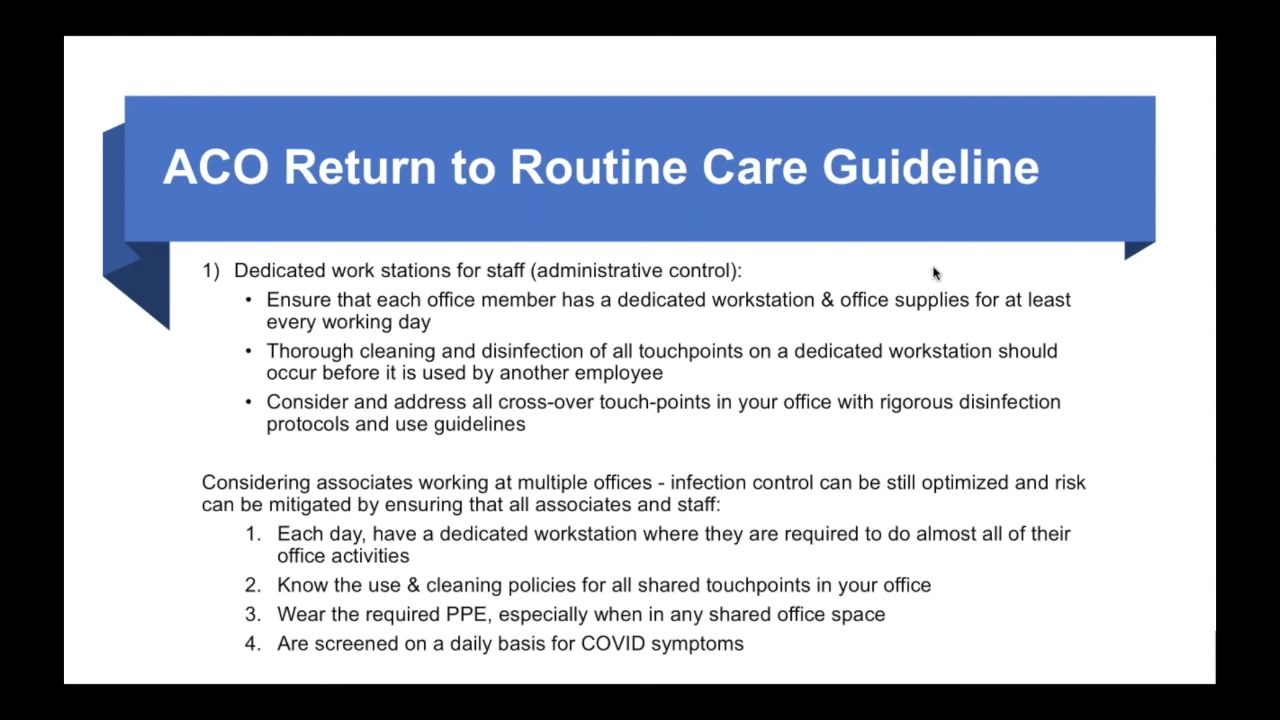 ACO Return to Routine Care Guideline
1) Dedicated work stations for staff (administrative control):
• Ensure that each office member has a dedicated workstation & office supplies for at least
every working day
• Thorough cleaning and disinfection of all touchpoints on a dedicated workstation should
occur before it is used by another employee
• Consider and address all cross-over touch-points in your office with rigorous disinfection
protocols and use guidelines
Considering associates working at multiple offices - infection control can be still optimized and risk
can be mitigated by ensuring that all associates and staff:
1. Each day, have a dedicated workstation where they are required to do almost all of their
office activities
2. Know the use & cleaning policies for all shared touchpoints in your office
3. Wear the required PPE, especially when in any shared office space
4. Are screened on a daily basis for COVID symptoms